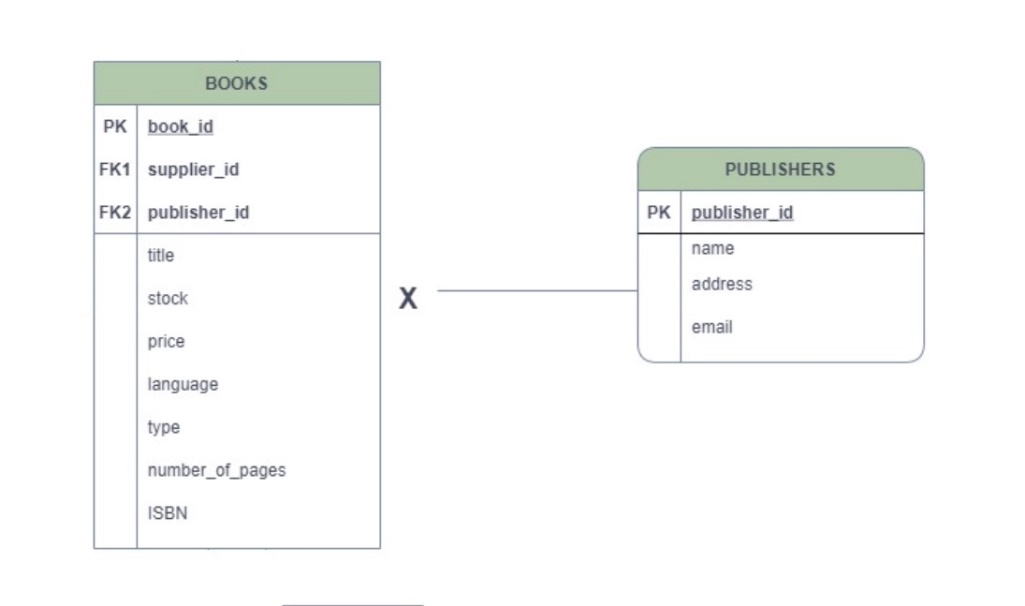 BOOKS
PK book_id
FK1 supplier_id
FK2 publisher_id
title
stock
price
language
type
number_of_pages
ISBN
X
PUBLISHERS
PK publisher_id
name
address
email